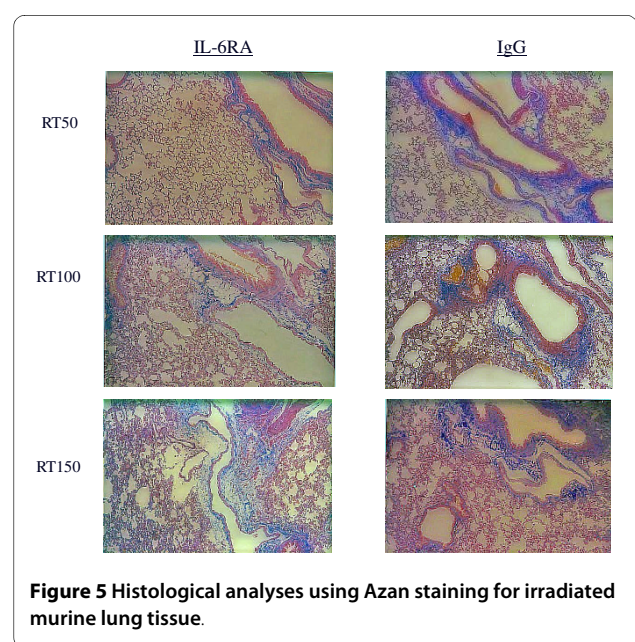 IL-6RA IgG
RT50
RT100
RT150
Figure 5 Histological analyses using Azan staining for irradiated
murine lung tissue.